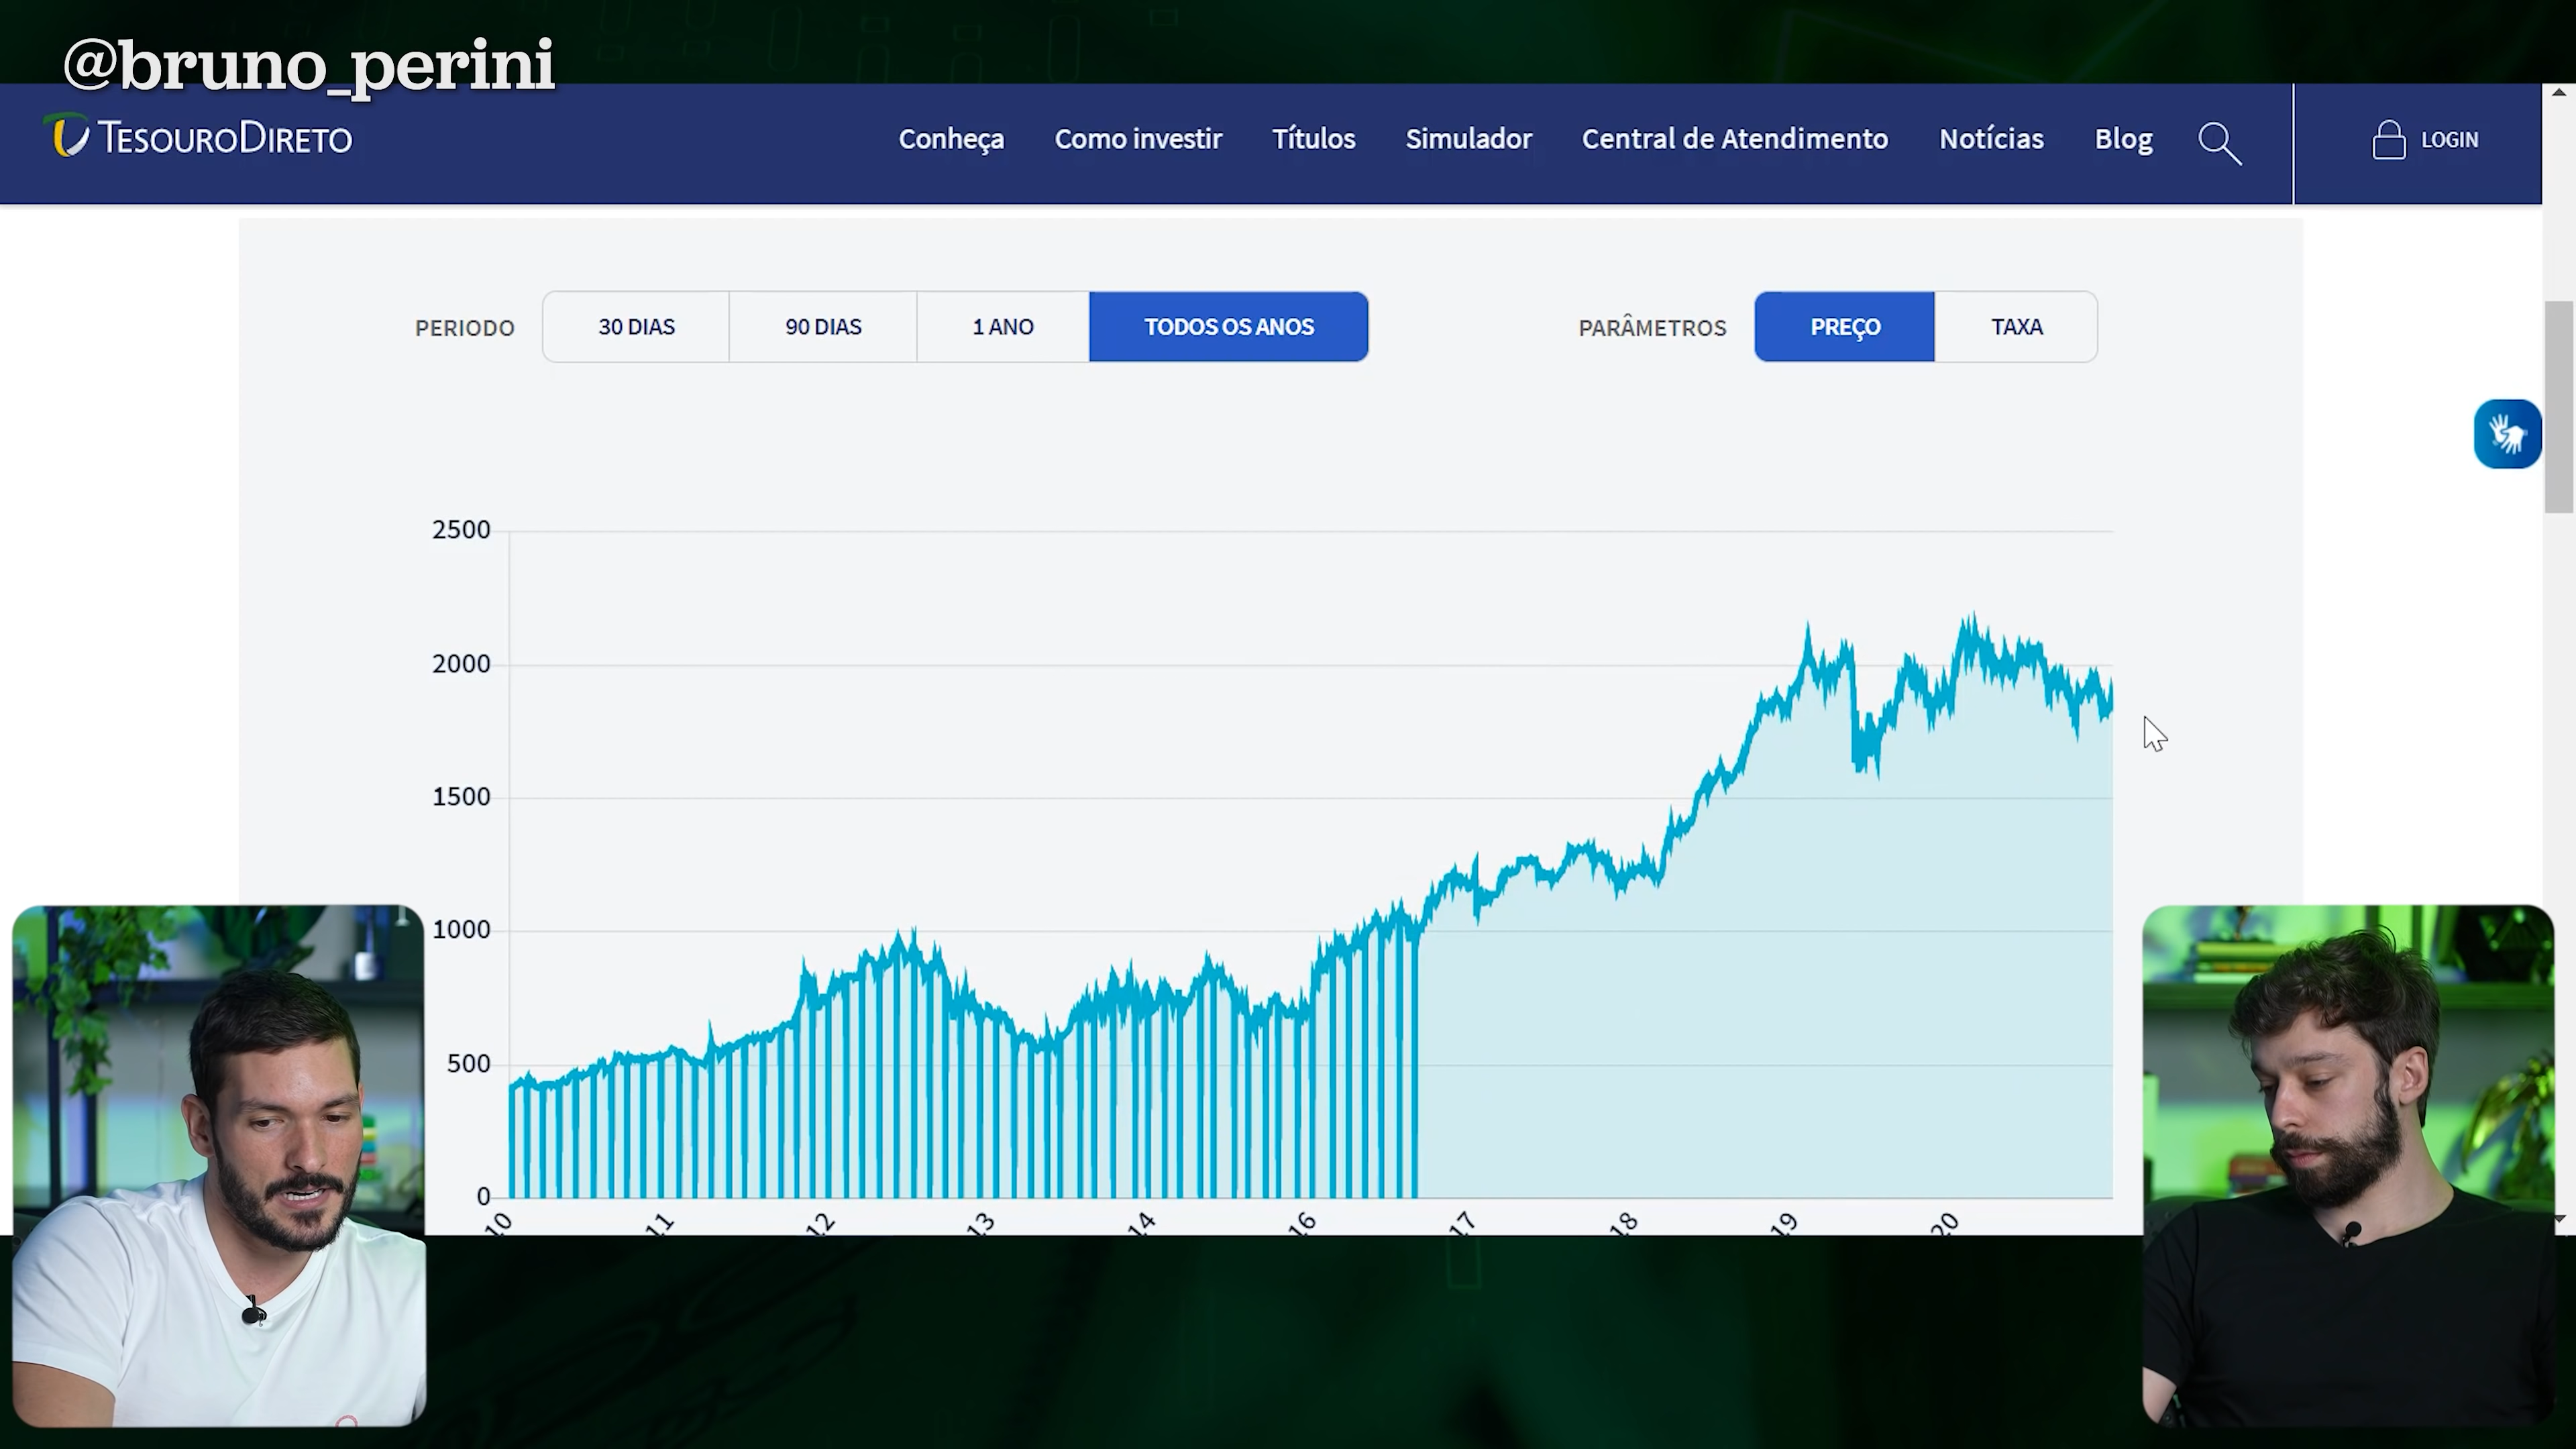 @bruno_perini
TESOURODIRETO
Conheça Como investir Títulos Simulador Central de Atendimento Notícias Blog LOGIN
PERIODO 30 DIAS 90 DIAS 1 ANO TODOS OS ANOS PARÂMETROS PREÇO TAXA
2500
2000
1500
1000
500
0
10 11 12 13 14 16 17 18 19 20